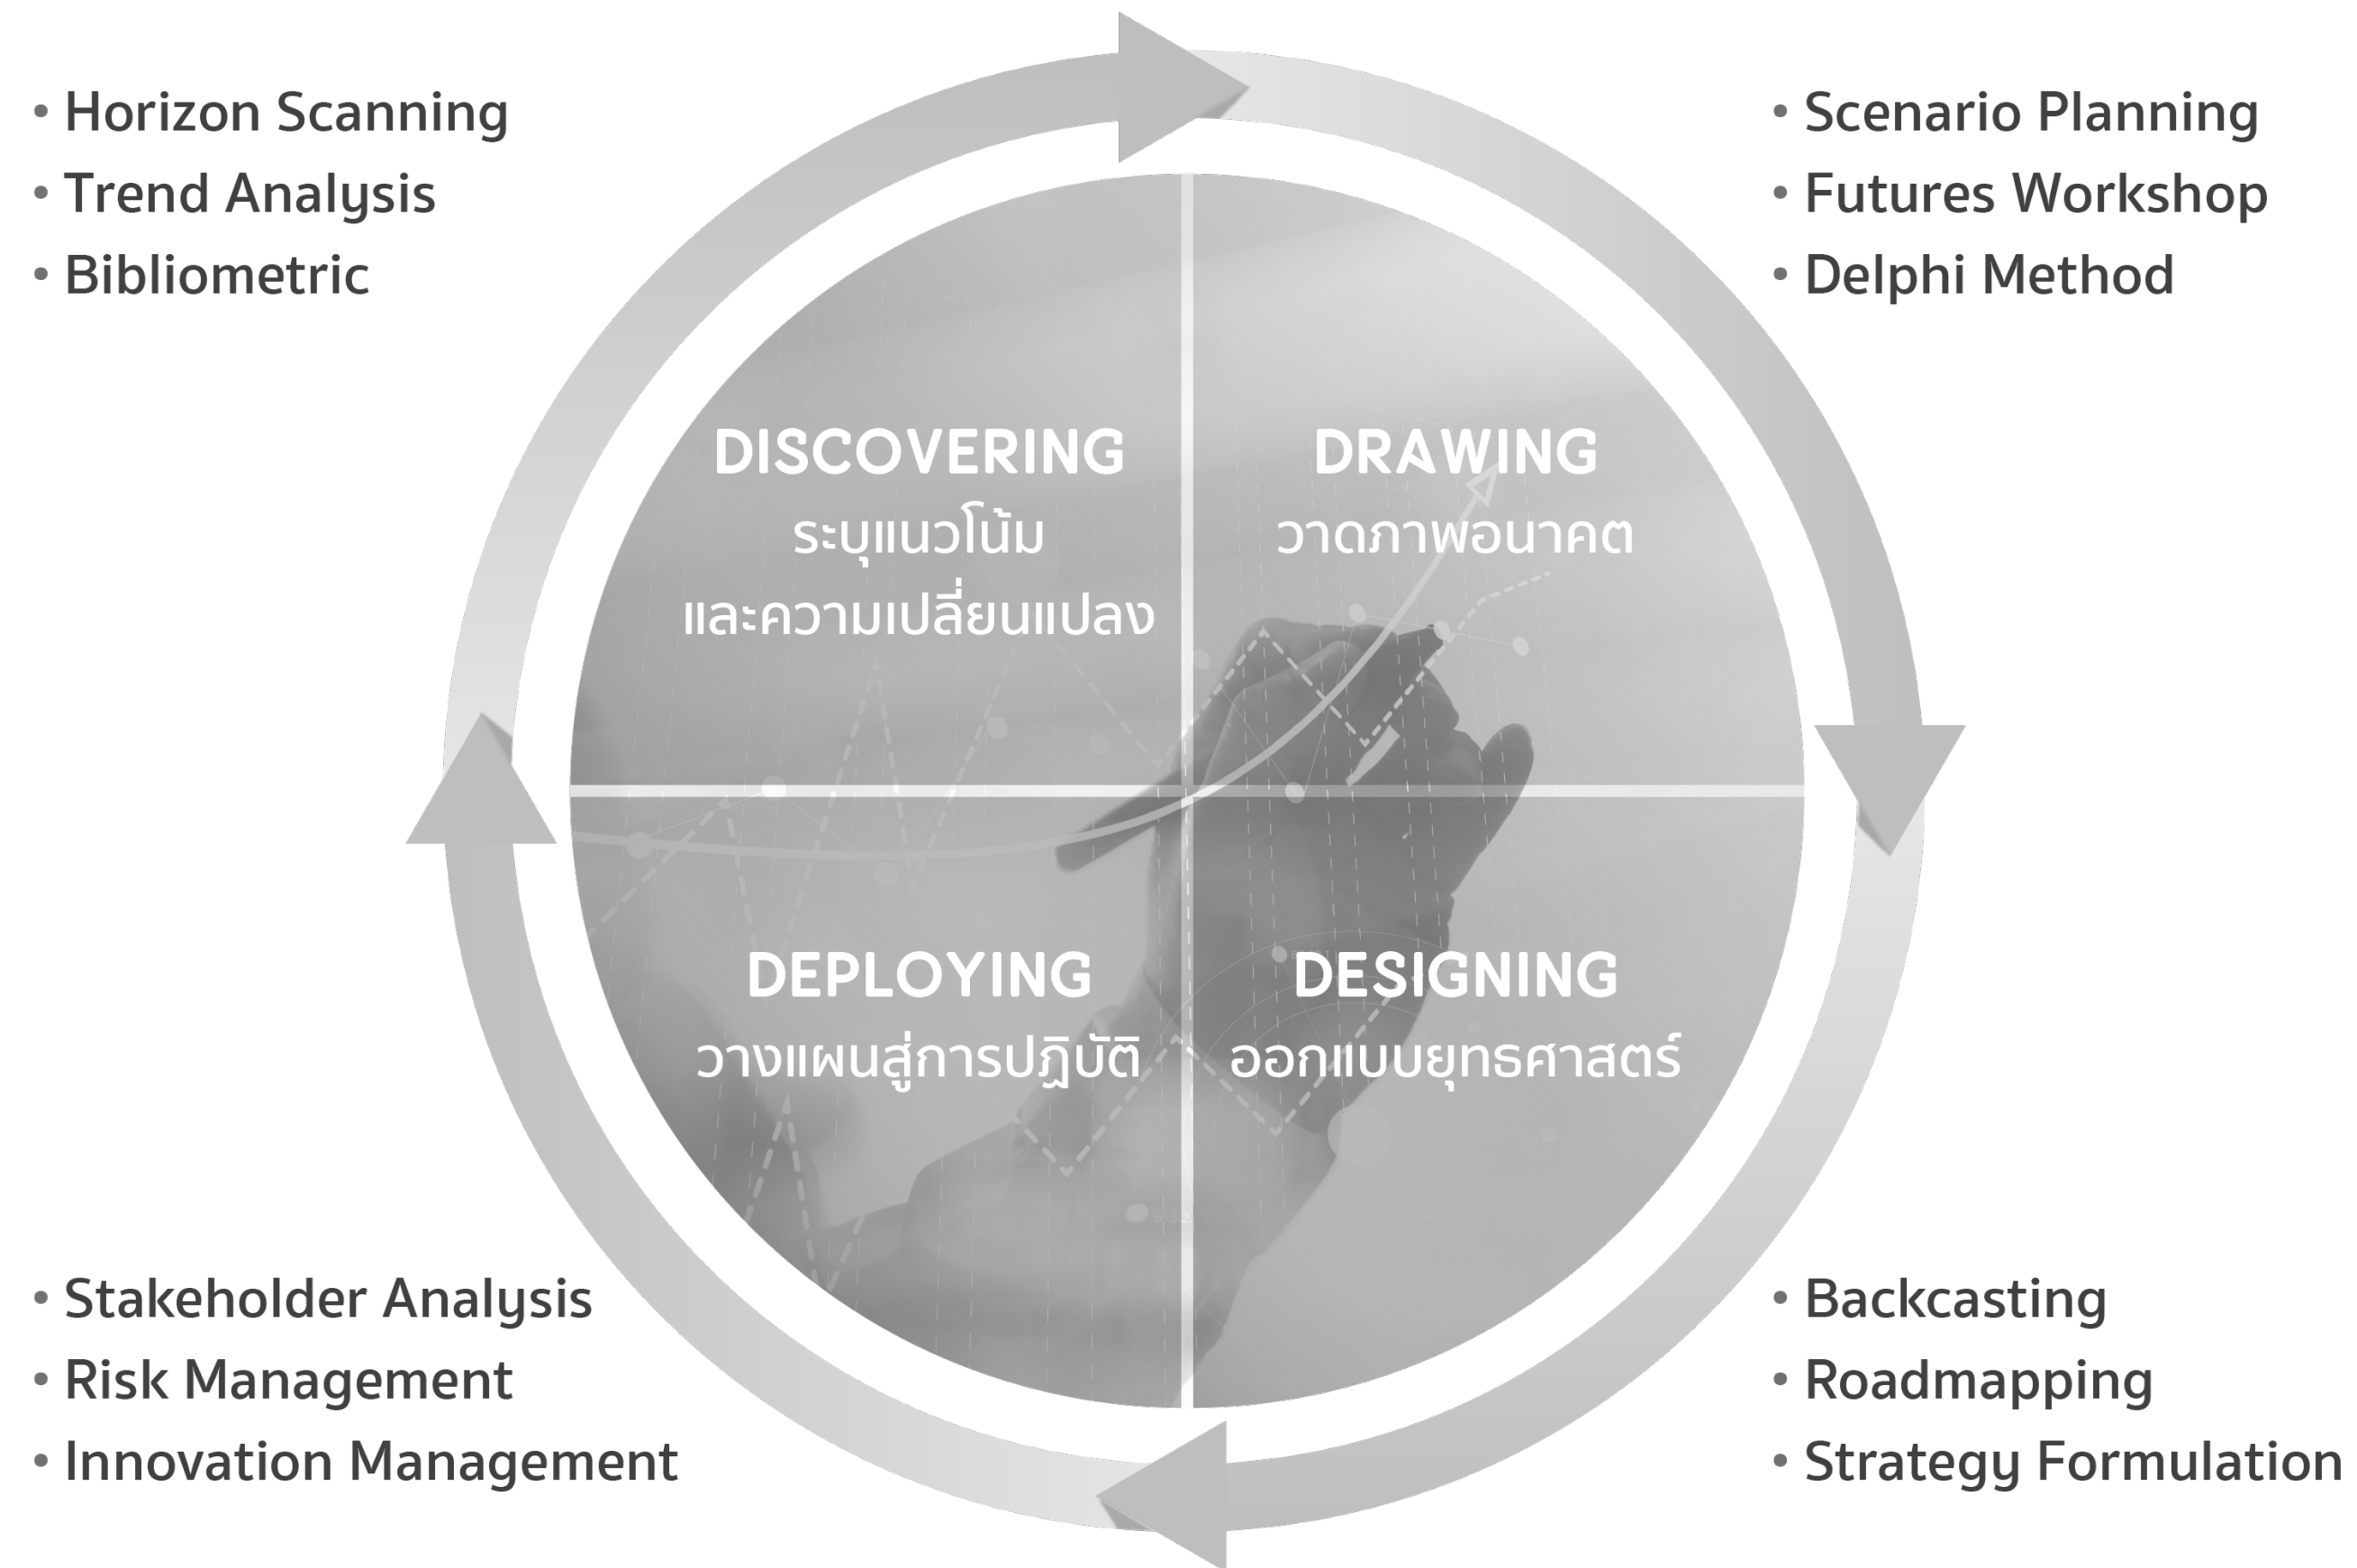 • Horizon Scanning
• Trend Analysis
• Bibliometric
• Scenario Planning
• Futures Workshop
• Delphi Method
DISCOVERING
ระบุแนวโน้ม
และความเปลี่ยนแปลง
DRAWING
วาดภาพอนาคต
DEPLOYING
วางแผนสู่การปฏิบัติ
DESIGNING
ออกแบบยุทธศาสตร์
• Stakeholder Analysis
• Risk Management
• Innovation Management
• Backcasting
• Roadmapping
• Strategy Formulation